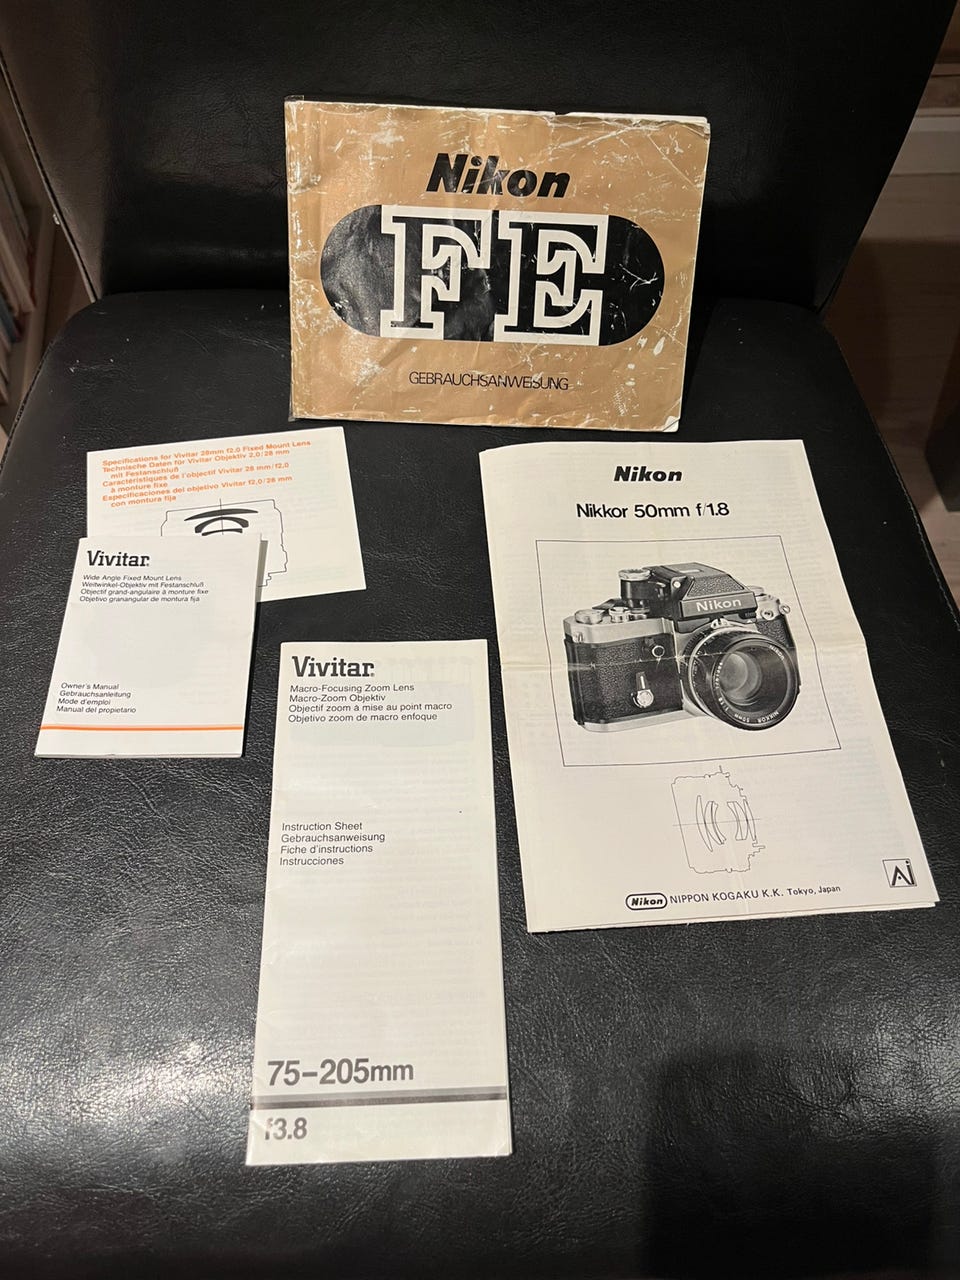 Nikon
FE
GEBRAUCHSANWEISUNG
Specifications for Vivitar 28mm f2.0 Fixed Mount Lens
Technische Daten für Vivitar Objektiv 2,0/28 mm
mit Festanschluß
Caractéristiques de l'objectif Vivitar 28 mm/f2,0
à monture fixe
Especificaciones del objetivo Vivitar f2,0/28 mm
con montura fija
Vivitar®
Wide Angle Fixed Mount Lens
Weitwinkel-Objektiv mit Festanschluß
Objectif grand-angulaire à monture fixe
Objetivo granangular de montura fija
Owner's Manual
Gebrauchsanleitung
Mode d'emploi
Manual del propietario
Vivitar®
Macro-Focusing Zoom Lens
Macro-Zoom Objektiv
Objectif zoom à mise au point macro
Objetivo zoom de macro enfoque
Instruction Sheet
Gebrauchsanweisung
Fiche d'instructions
Instrucciones
75-205mm
f3.8
Nikon
Nikkor 50mm f/1.8
Nikon
NIKKOR 50mm
Nikon NIPPON KOGAKU K.K. Tokyo, Japan
AI